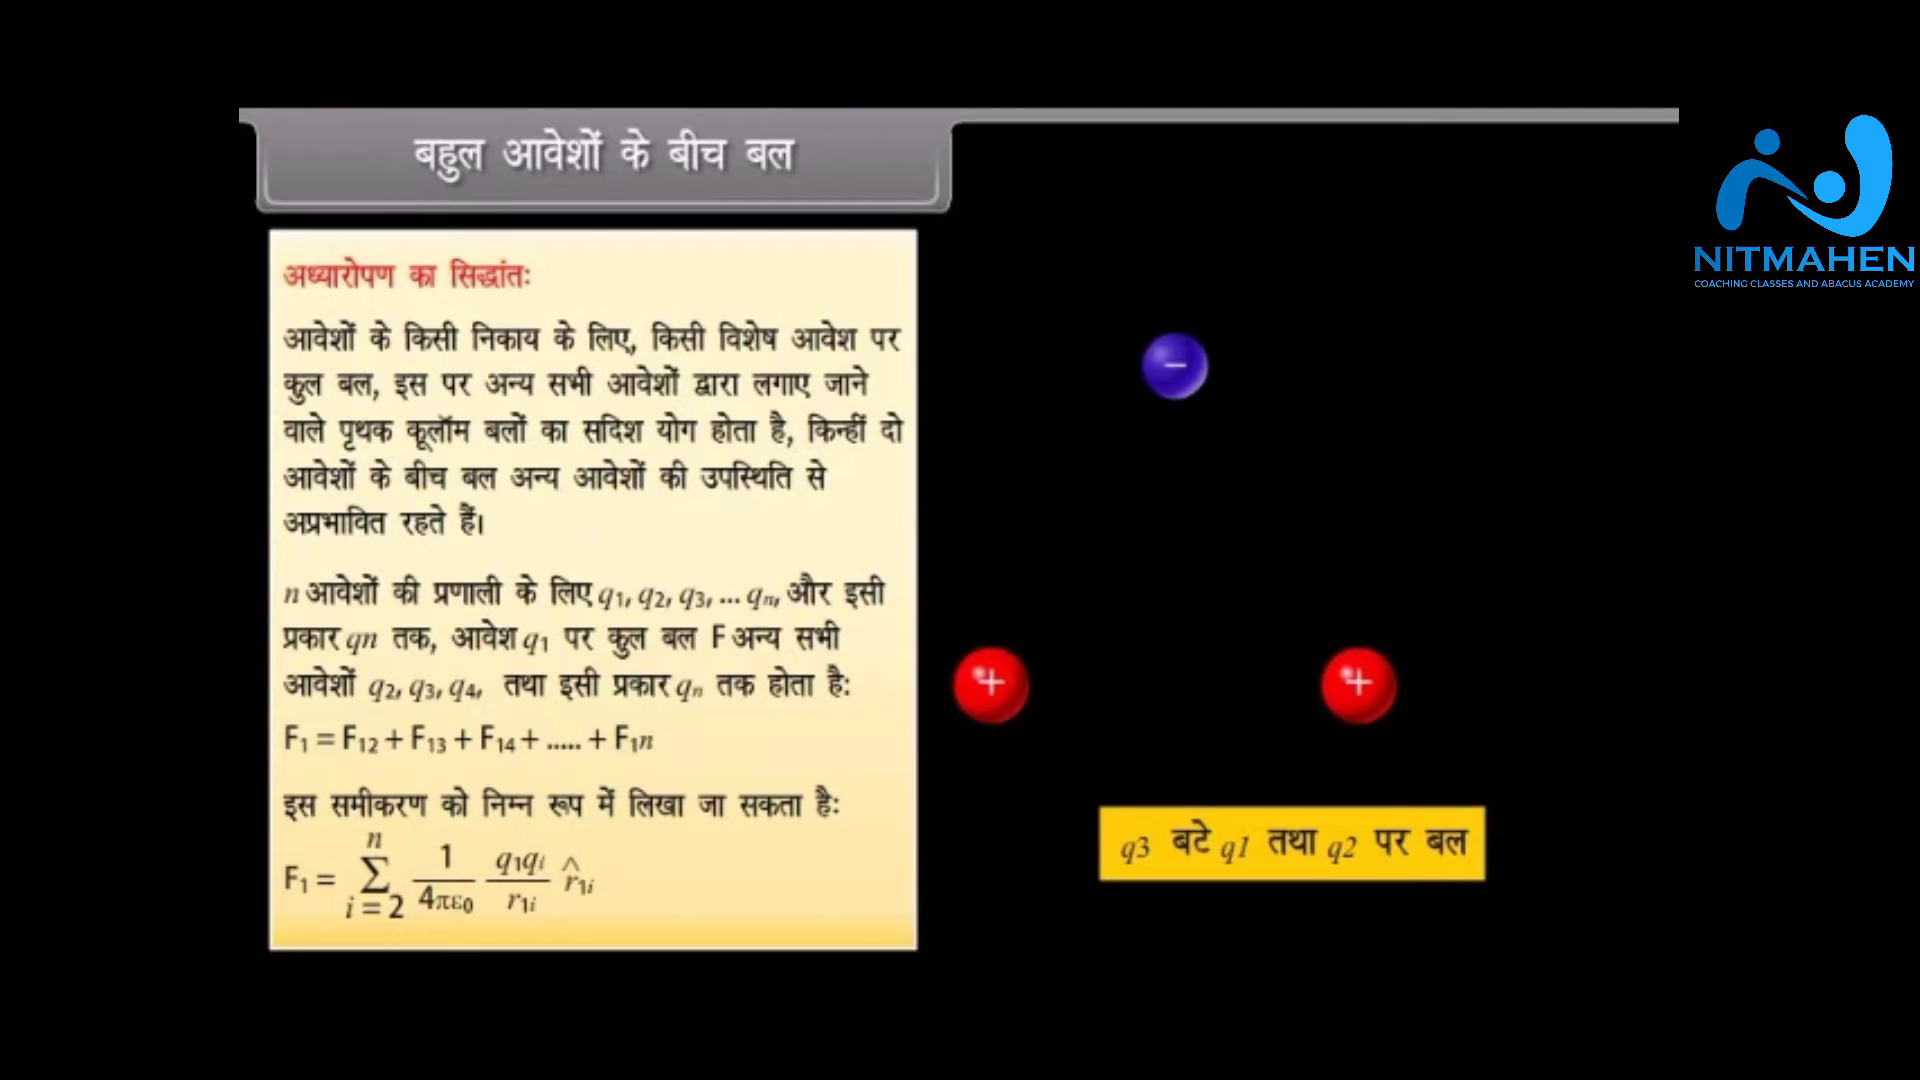 बहुल आवेशों के बीच बल
NITMAHEN
COACHING CLASSES AND ABACUS ACADEMY
अध्यारोपण का सिद्धांतः
आवेशों के किसी निकाय के लिए, किसी विशेष आवेश पर
कुल बल, इस पर अन्य सभी आवेशों द्वारा लगाए जाने
वाले पृथक कूलॉम बलों का सदिश योग होता है, किन्हीं दो
आवेशों के बीच बल अन्य आवेशों की उपस्थिति से
अप्रभावित रहते हैं।
n आवेशों की प्रणाली के लिए q₁, q₂, q₃, ... qₙ, और इसी
प्रकार qn तक, आवेश q₁ पर कुल बल F अन्य सभी
आवेशों q₂, q₃, q₄, तथा इसी प्रकार qₙ तक होता है:
F₁ = F₁₂ + F₁₃ + F₁₄ + ..... + F₁n
इस समीकरण को निम्न रूप में लिखा जा सकता है:
F₁ = n Σ i = 2 1/4πε₀ q₁qᵢ/r₁ᵢ r̂₁ᵢ
−
+ +
q3 बटे q1 तथा q2 पर बल